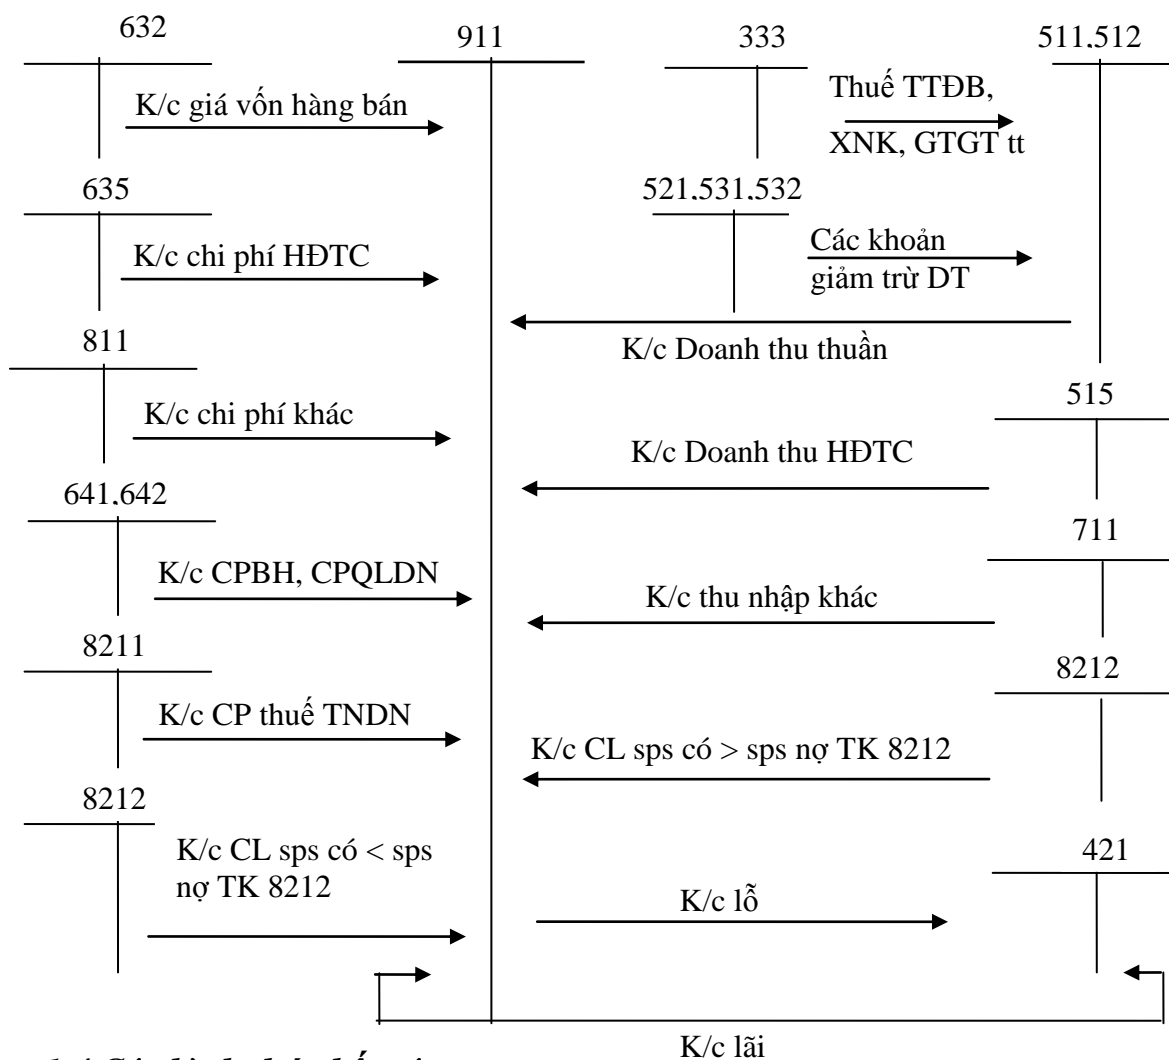 632
911
333
511,512
K/c giá vốn hàng bán
Thuế TTĐB,
XNK, GTGT tt
635
521,531,532
K/c chi phí HĐTC
Các khoản
giảm trừ DT
K/c Doanh thu thuần
811
515
K/c chi phí khác
K/c Doanh thu HĐTC
641,642
711
K/c CPBH, CPQLDN
K/c thu nhập khác
8211
8212
K/c CP thuế TNDN
K/c CL sps có > sps nợ TK 8212
8212
421
K/c CL sps có < sps
nợ TK 8212
K/c lỗ
K/c lãi